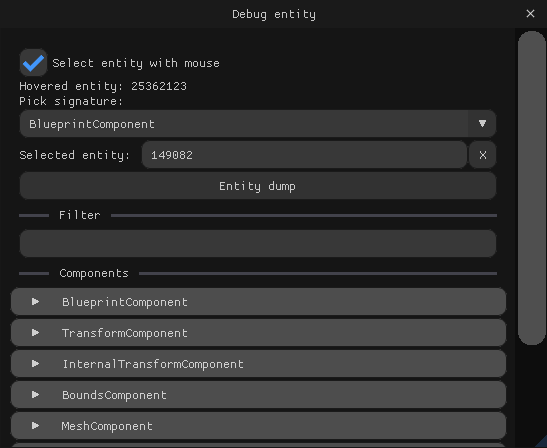 Debug entity
Select entity with mouse
Hovered entity: 25362123
Pick signature:
BlueprintComponent
Selected entity: 149082 X
Entity dump
Filter
Components
BlueprintComponent
TransformComponent
InternalTransformComponent
BoundsComponent
MeshComponent